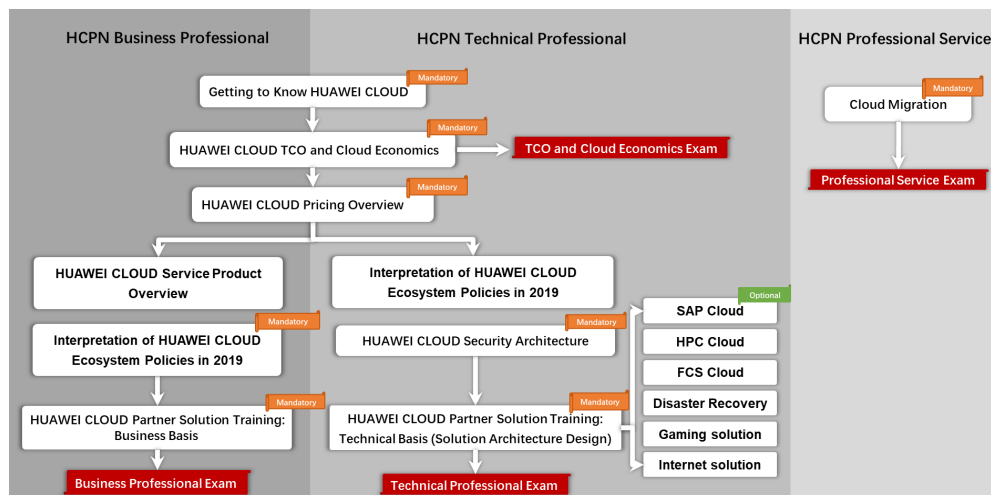 HCPN Business Professional
HCPN Technical Professional
HCPN Professional Service
Mandatory
Getting to Know HUAWEI CLOUD
Mandatory
Cloud Migration
Mandatory
HUAWEI CLOUD TCO and Cloud Economics
TCO and Cloud Economics Exam
Professional Service Exam
Mandatory
HUAWEI CLOUD Pricing Overview
HUAWEI CLOUD Service Product
Overview
Interpretation of HUAWEI CLOUD
Ecosystem Policies in 2019
Optional
SAP Cloud
Mandatory
Interpretation of HUAWEI CLOUD
Ecosystem Policies in 2019
Mandatory
HUAWEI CLOUD Security Architecture
HPC Cloud
FCS Cloud
Disaster Recovery
Gaming solution
Internet solution
Mandatory
HUAWEI CLOUD Partner Solution Training:
Business Basis
Mandatory
HUAWEI CLOUD Partner Solution Training:
Technical Basis (Solution Architecture Design)
Business Professional Exam
Technical Professional Exam